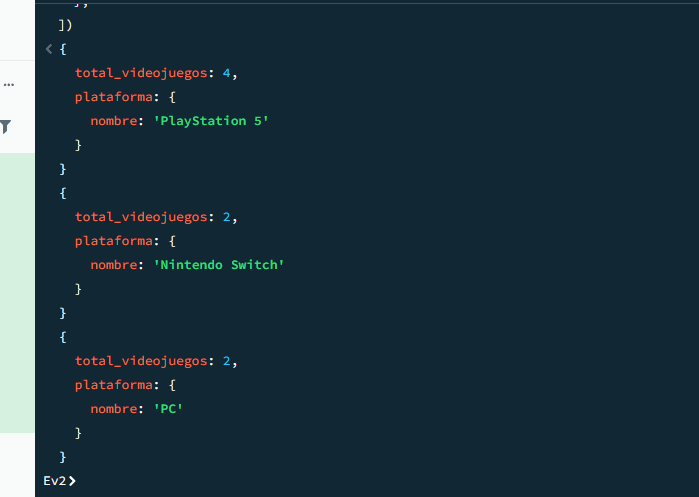 },
])
< {
total_videojuegos: 4,
plataforma: {
nombre: 'PlayStation 5'
}
}
{
total_videojuegos: 2,
plataforma: {
nombre: 'Nintendo Switch'
}
}
{
total_videojuegos: 2,
plataforma: {
nombre: 'PC'
}
}
Ev2>